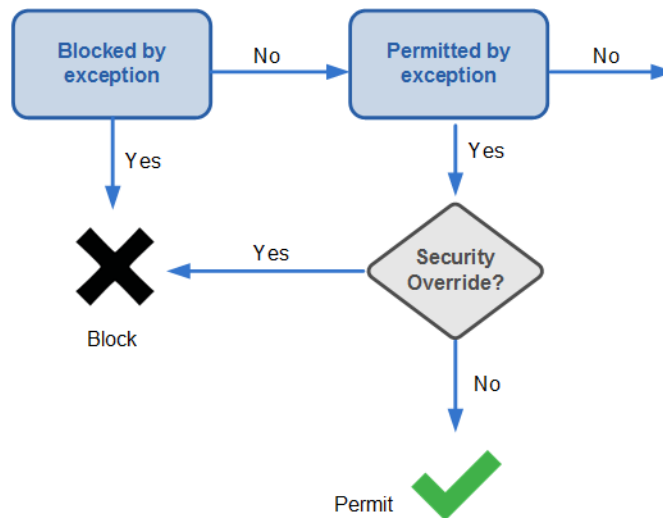 Blocked by
exception
No
Permitted by
exception
No
Yes
Yes
Yes
Security
Override?
Block
No
Permit